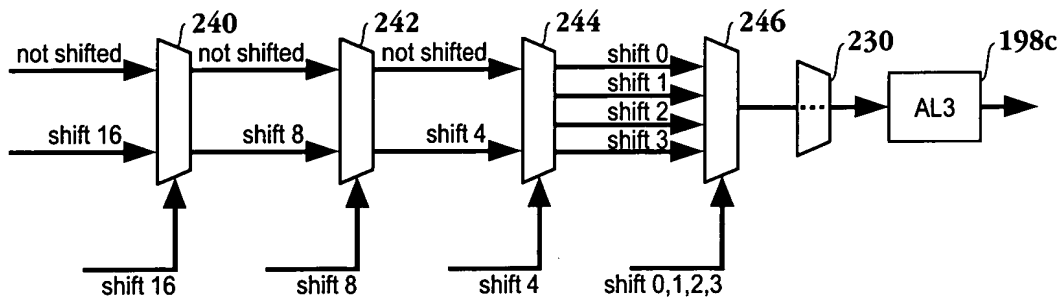 240
242
244
246
230
198c
not shifted
not shifted
not shifted
shift 0
shift 1
shift 2
shift 3
shift 16
shift 8
shift 4
AL3
shift 16
shift 8
shift 4
shift 0,1,2,3